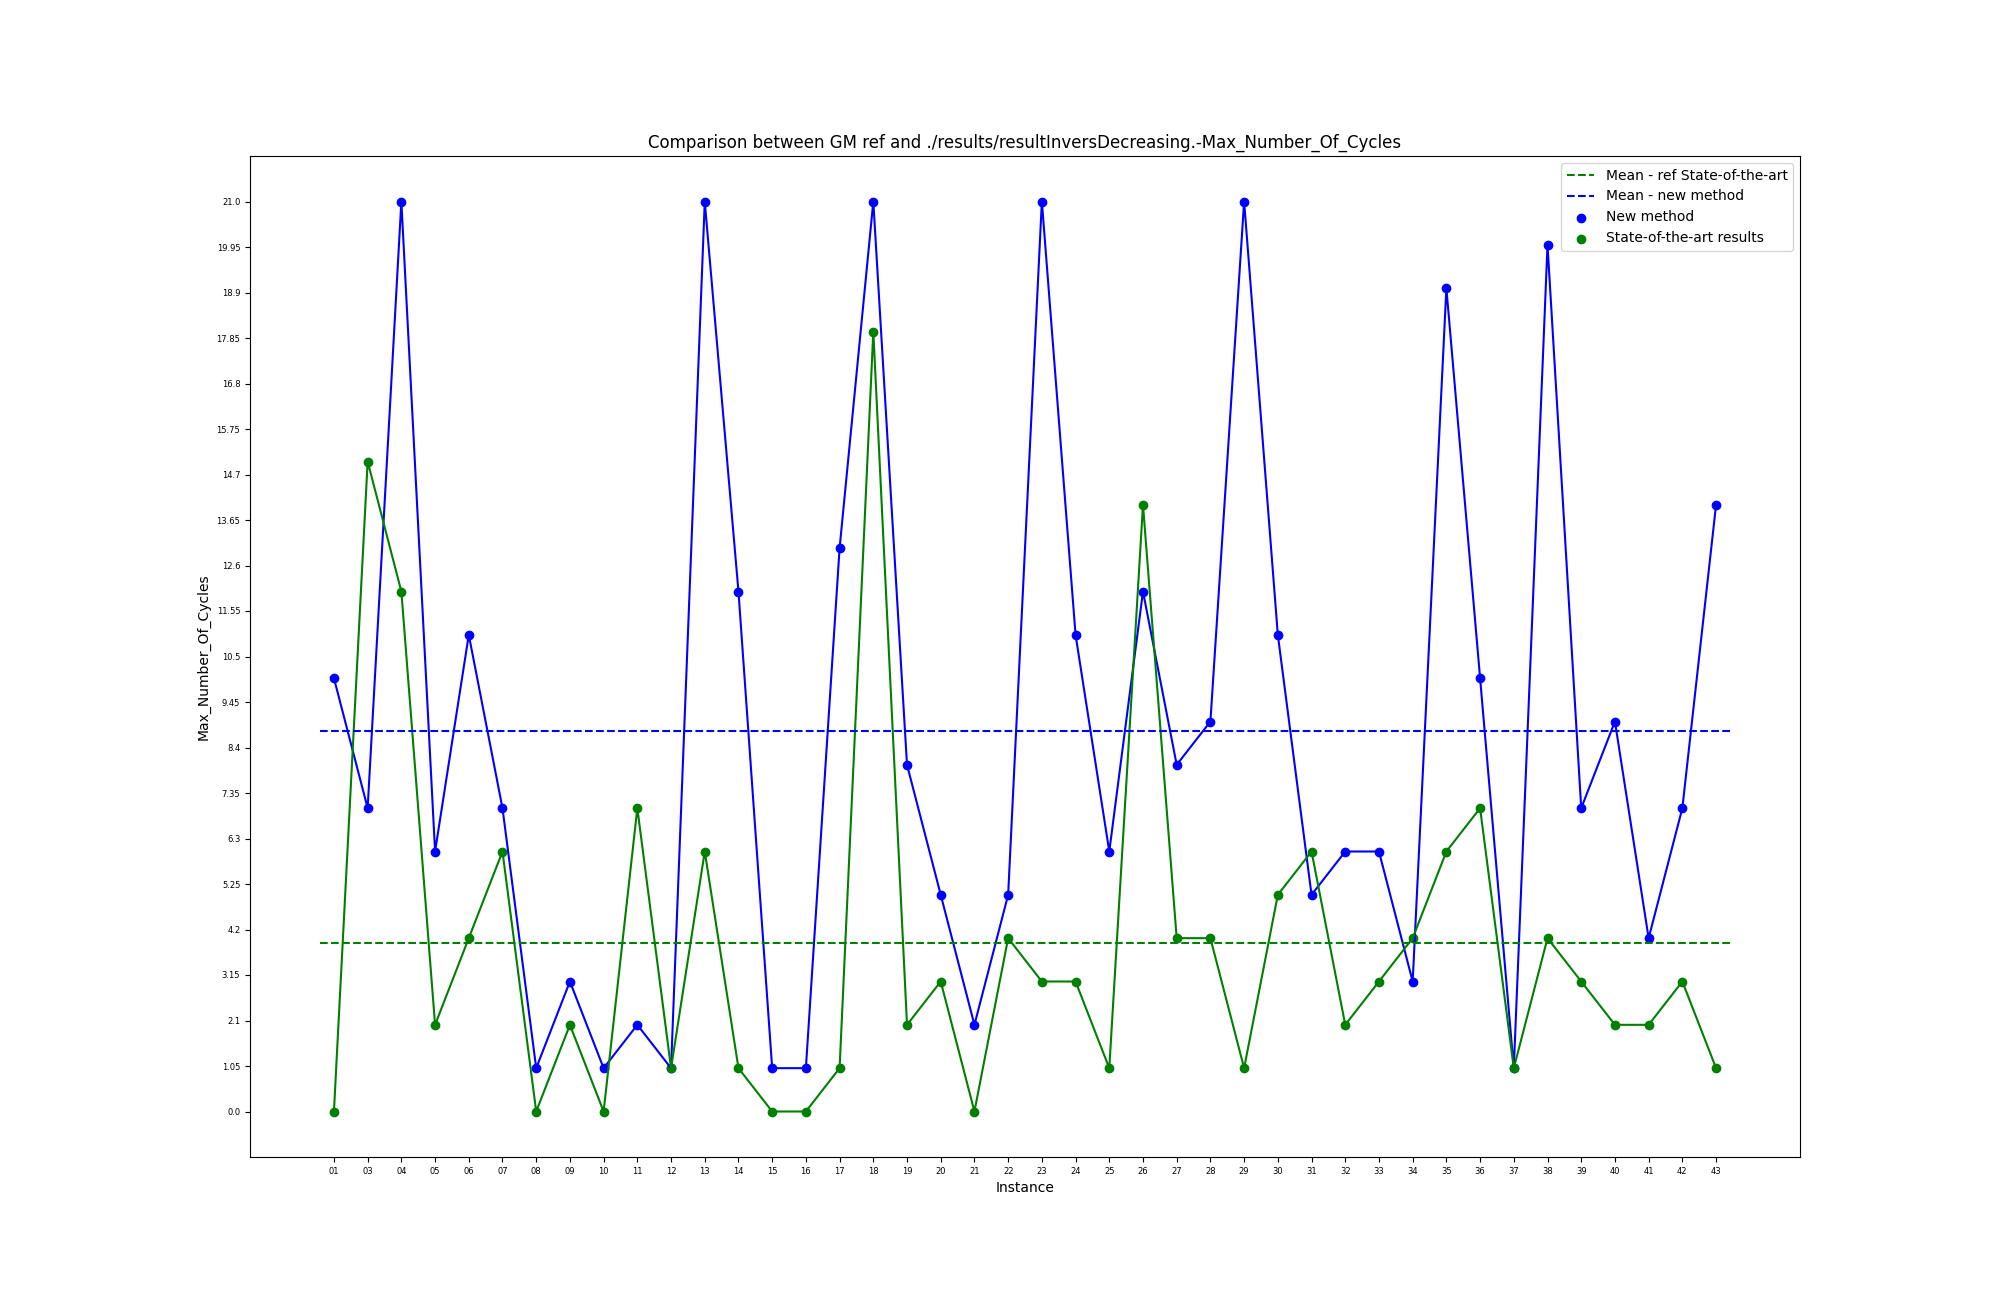 Comparison between GM ref and ./results/resultInversDecreasing.-Max_Number_Of_Cycles
Mean - ref State-of-the-art
Mean - new method
New method
State-of-the-art results
21.0
19.95
18.9
17.85
16.8
15.75
14.7
13.65
12.6
11.55
10.5
9.45
8.4
7.35
6.3
5.25
4.2
3.15
2.1
1.05
0.0
Max_Number_Of_Cycles
01 03 04 05 06 07 08 09 10 11 12 13 14 15 16 17 18 19 20 21 22 23 24 25 26 27 28 29 30 31 32 33 34 35 36 37 38 39 40 41 42 43
Instance